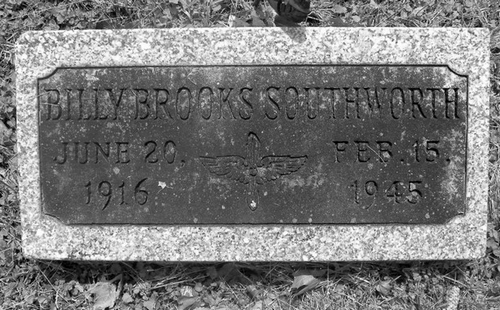 BILLY BROOKS SOUTHWORTH
JUNE 20. FEB. 15.
1916 1945